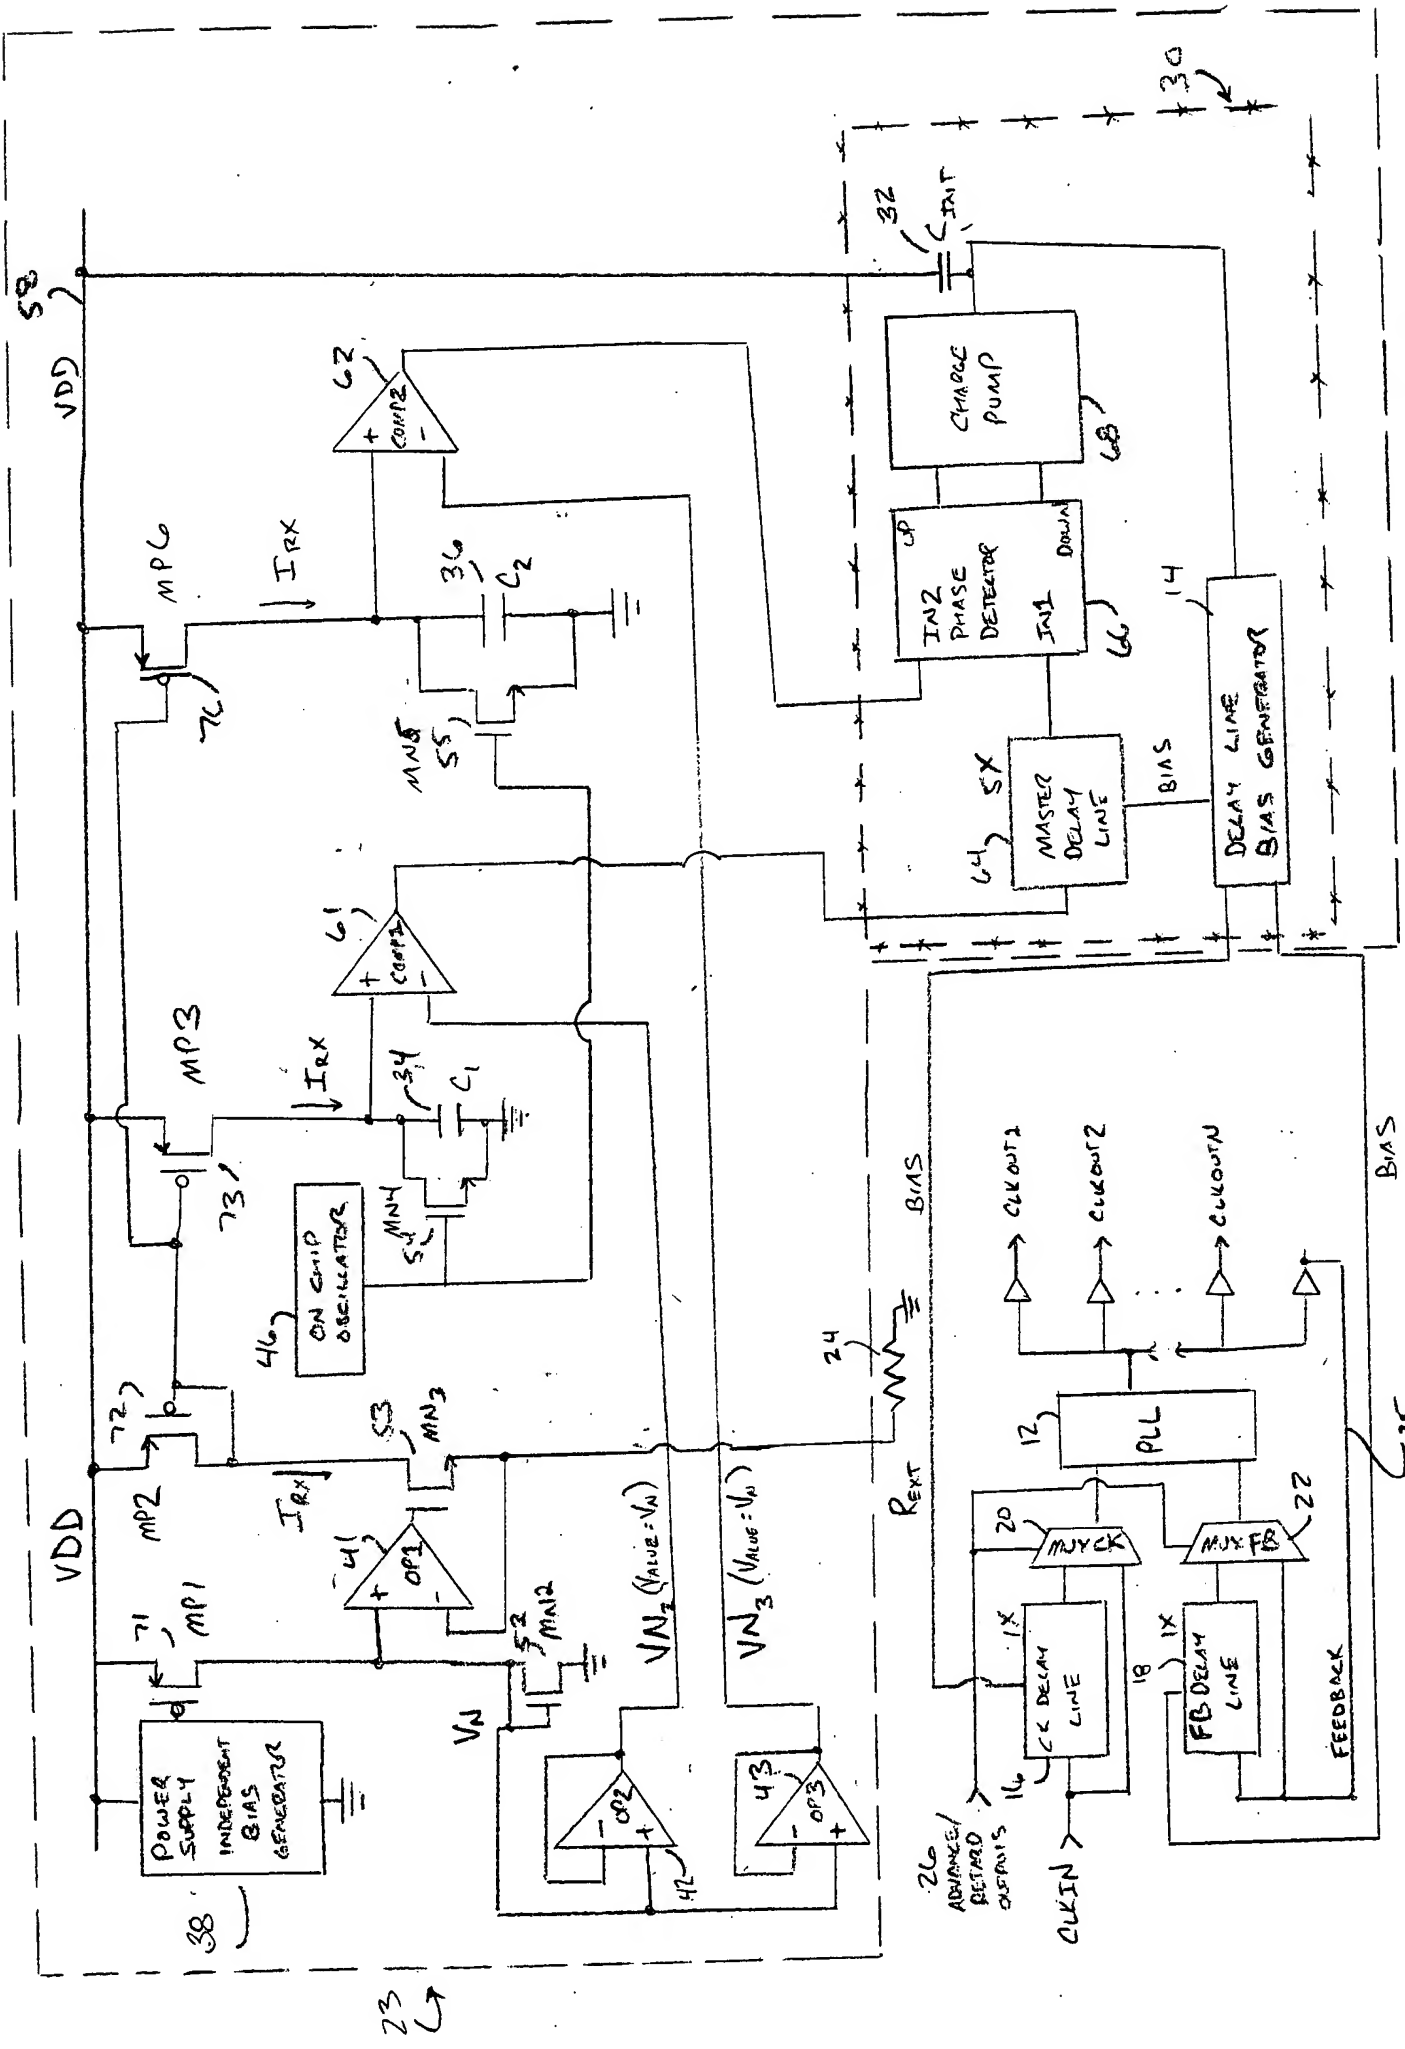 23
38
POWER
SUPPLY
INDEPENDENT
BIAS
GENERATOR
VDD
71
MP1
MP2
72
IRX
41
OP1
+
-
53
MN3
VN
52
MN12
OP2
-
+
42
43
OP3
-
+
VN2 (VALUE=VN)
VN3 (VALUE=VN)
46
ON CHIP
OSCILLATOR
73
MP3
IRX
34
C1
MN4
54
61
COMP1
+
-
VDD
58
76
MP6
IRX
36
C2
MN5
55
62
COMP2
+
-
REXT
24
30
32
CINIT
64
5X
MASTER
DELAY
LINE
BIAS
IN2
PHASE
DETECTOR
IN1
UP
DOWN
66
CHARGE
PUMP
68
14
DELAY LINE
BIAS GENERATOR
BIAS
BIAS
26
ADVANCE/
RETARD
OUTPUTS
CLKIN
16
CK DELAY
LINE
1X
18
1X
FB DELAY
LINE
20
MUXCK
MUXFB
22
12
PLL
FEEDBACK
CLKOUT1
CLKOUT2
CLKOUTN